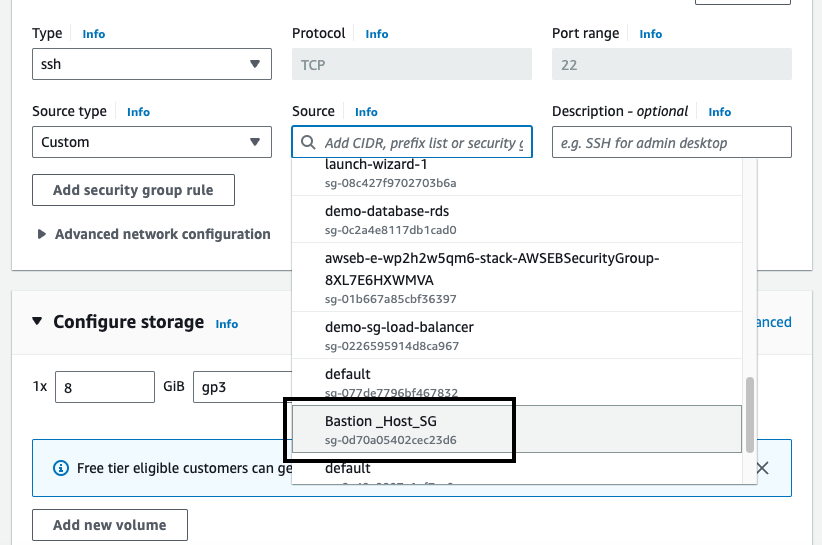 Type Info Protocol Info Port range Info
ssh TCP 22
Source type Info Source Info Description - optional Info
Custom Add CIDR, prefix list or security g e.g. SSH for admin desktop
launch-wizard-1
Add security group rule sg-08c427f9702703b6a
demo-database-rds
sg-0c2a4e8117db1cad0
Advanced network configuration
awseb-e-wp2h2w5qm6-stack-AWSEBSecurityGroup-
8XL7E6HXWMVA
sg-01b667a85cbf36397
Configure storage Info demo-sg-load-balancer anced
sg-0226595914d8ca967
default
1x 8 GiB gp3 sg-077de7796bf467832
Bastion _Host_SG
sg-0d70a05402cec23d6
Free tier eligible customers can ge default
Add new volume